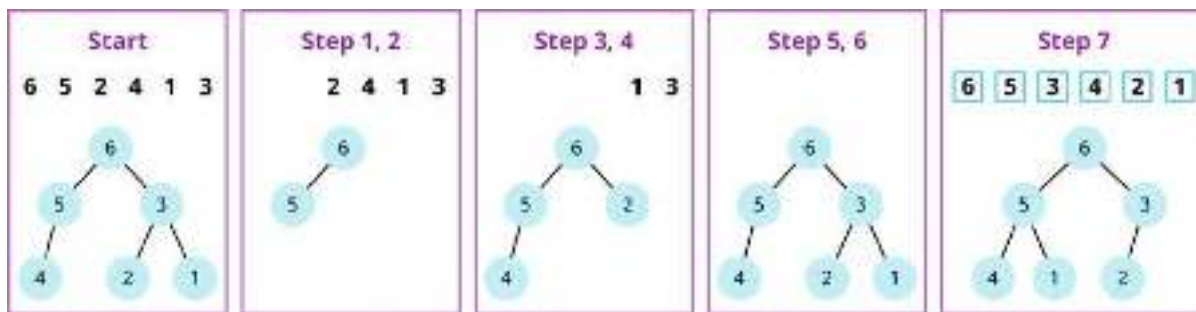 Start
6 5 2 4 1 3
6
5 3
4 2 1
Step 1, 2
2 4 1 3
6
5
Step 3, 4
1 3
6
5 2
4
Step 5, 6
6
5 3
4 2 1
Step 7
6 5 3 4 2 1
6
5 3
4 1 2